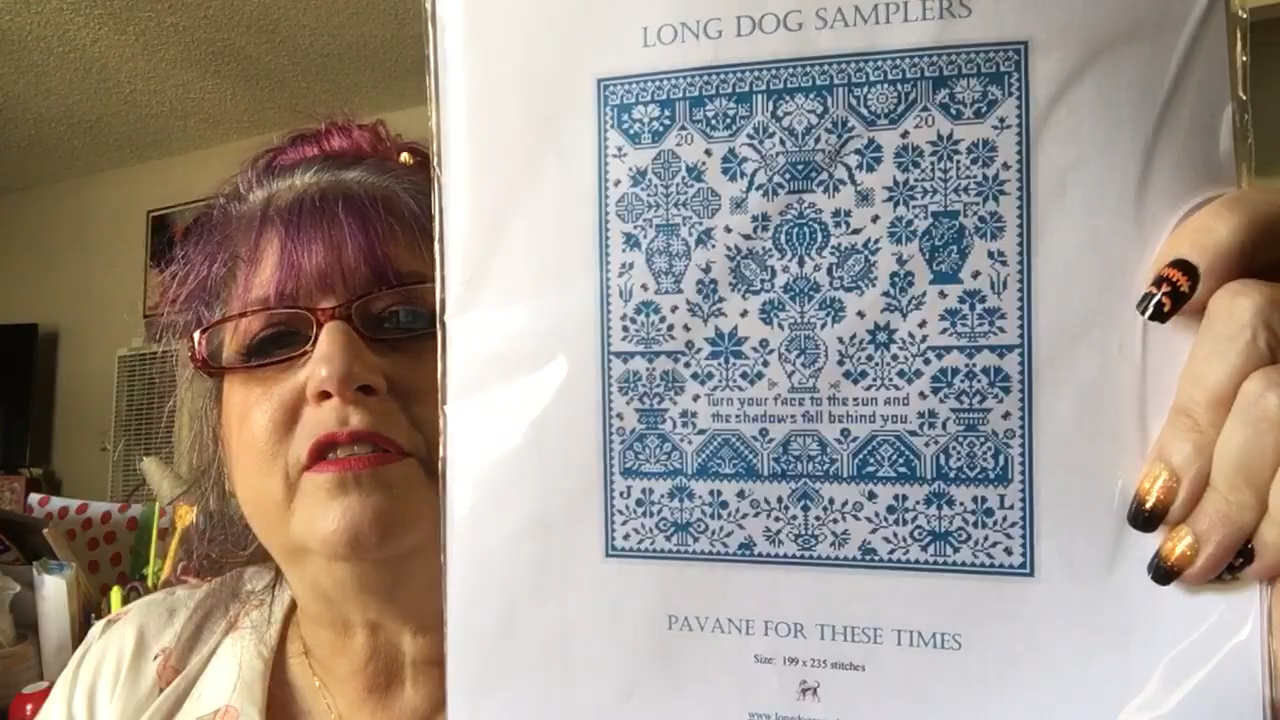 LONG DOG SAMPLERS
20 20
Turn your face to the sun and
the shadows fall behind you.
J L
PAVANE FOR THESE TIMES
Size: 199 x 235 stitches